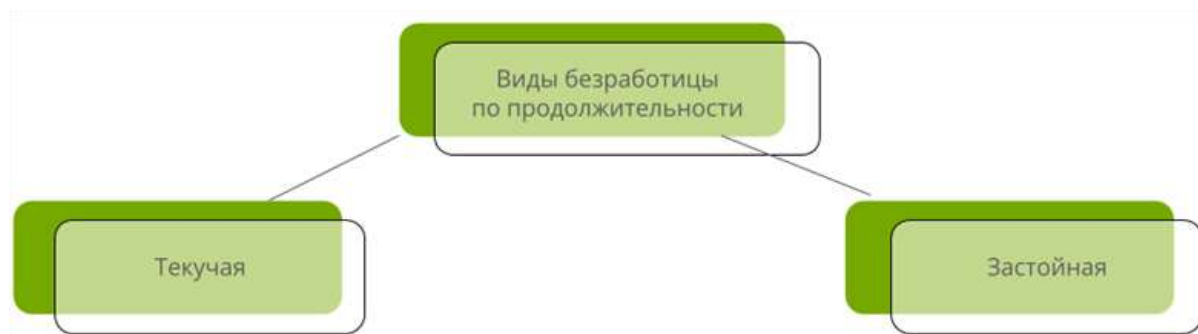 Виды безработицы
по продолжительности
Текучая
Застойная